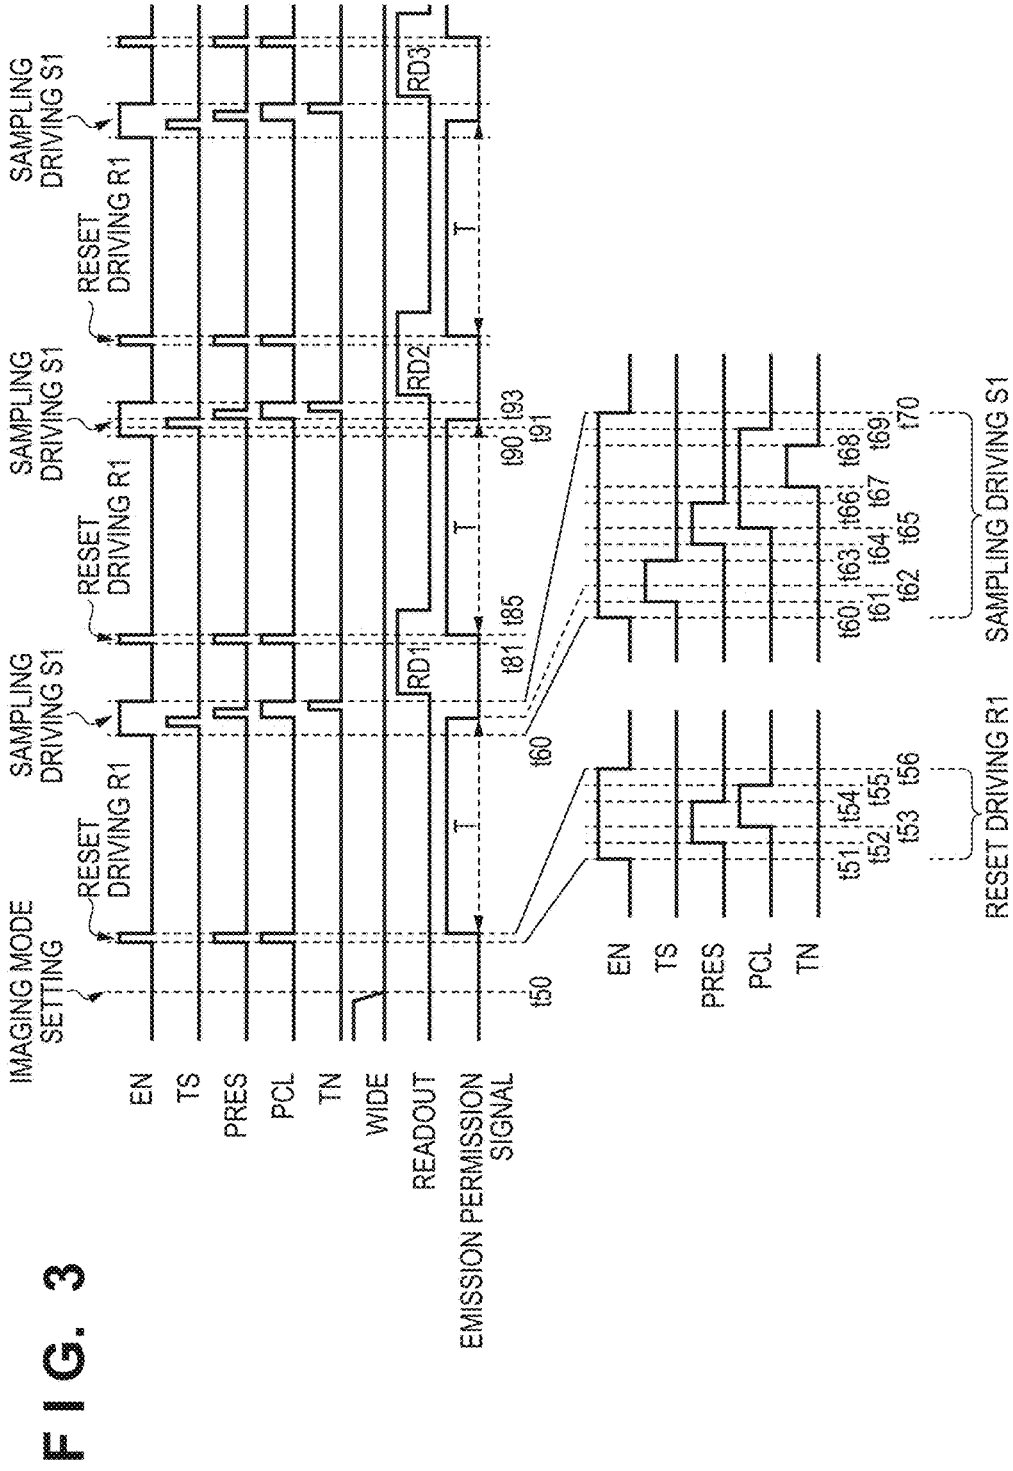 FIG. 3
IMAGING MODE
SETTING
RESET
DRIVING R1
SAMPLING
DRIVING S1
RESET
DRIVING R1
SAMPLING
DRIVING S1
RESET
DRIVING R1
SAMPLING
DRIVING S1
EN
TS
PRES
PCL
TN
WIDE
READOUT
RD1
RD2
RD3
EMISSION PERMISSION
SIGNAL
T
T
T
t50
t60
t81
t85
t90
t91
t93
EN
TS
PRES
PCL
TN
t51
t52
t53
t54
t55
t56
RESET DRIVING R1
t60
t61
t62
t63
t64
t65
t66
t67
t68
t69
t70
SAMPLING DRIVING S1